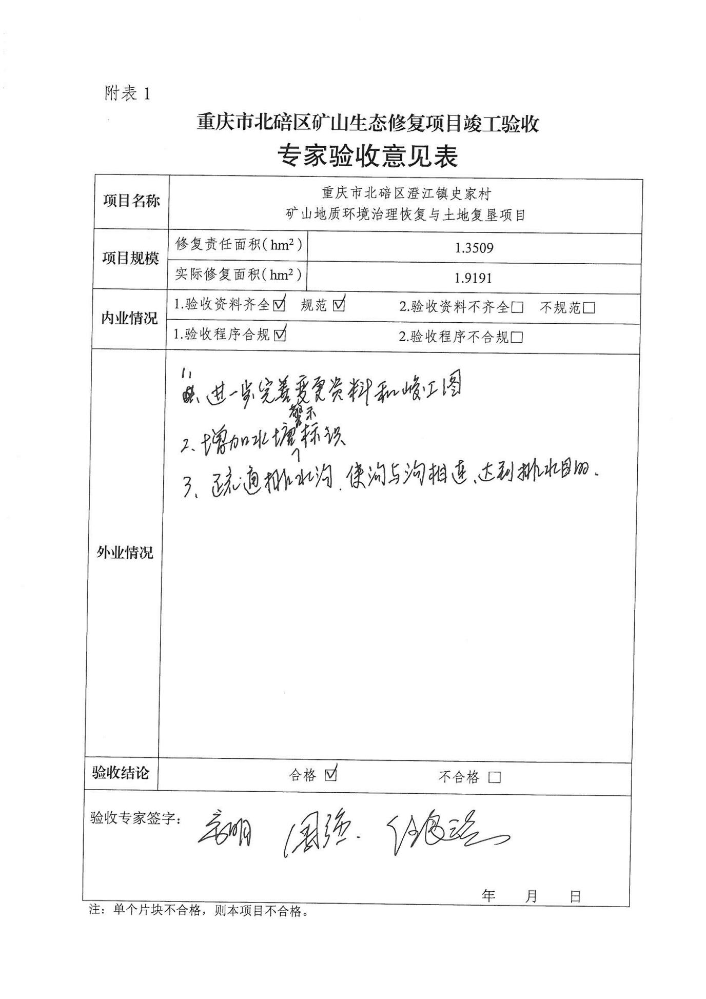 附表 1
重庆市北碚区矿山生态修复项目竣工验收
专家验收意见表
项目名称
重庆市北碚区澄江镇史家村
矿山地质环境治理恢复与土地复垦项目
项目规模
修复责任面积(hm²) 1.3509
实际修复面积(hm²) 1.9191
内业情况
1.验收资料齐全☑ 规范☑ 2.验收资料不齐全□ 不规范□
1.验收程序合规☑ 2.验收程序不合规□
外业情况
1、进一步完善变更资料和峻工图
2、增加水塘警示标识
3、疏通排水沟.使沟与沟相连、达到排水目的.
验收结论 合格☑ 不合格□
验收专家签字: 周强
年 月 日
注：单个片块不合格，则本项目不合格。